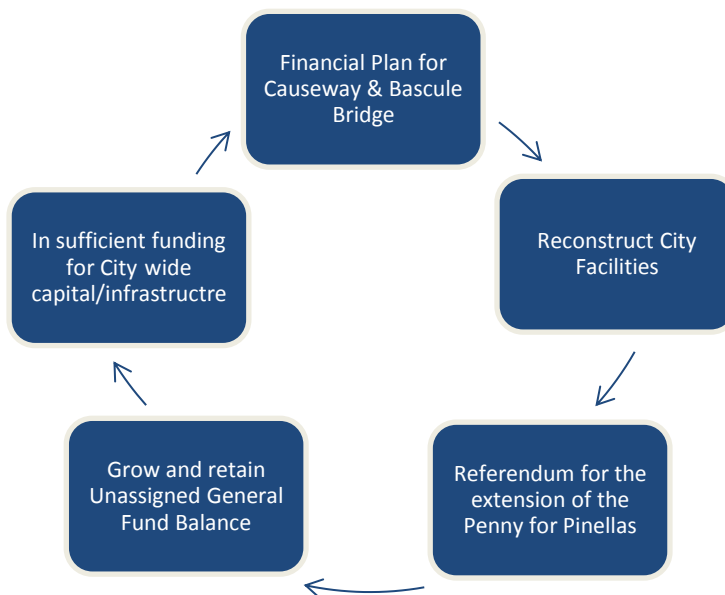 Financial Plan for
Causeway & Bascule
Bridge
Reconstruct City
Facilities
Referendum for the
extension of the
Penny for Pinellas
Grow and retain
Unassigned General
Fund Balance
In sufficient funding
for City wide
capital/infrastructre